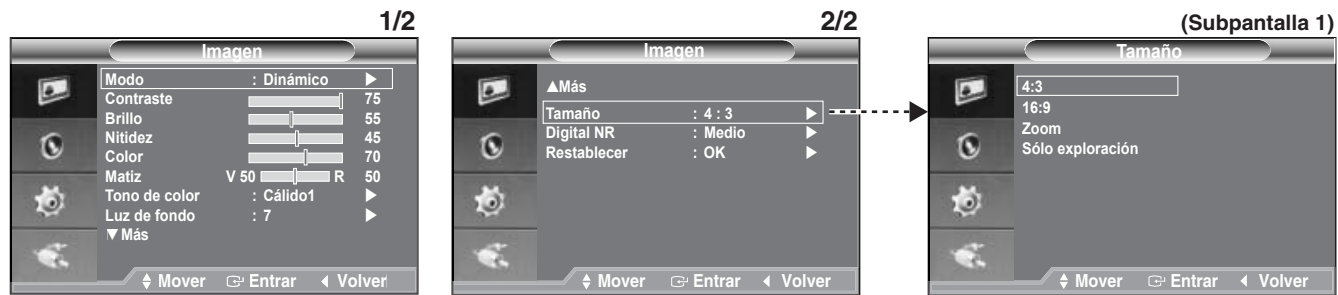 1/2
Imagen
Modo : Dinámico ▶
Contraste 75
Brillo 55
Nitidez 45
Color 70
Matiz V 50 R 50
Tono de color : Cálido1 ▶
Luz de fondo : 7 ▶
▼Más
Mover Entrar Volver
2/2
Imagen
▲Más
Tamaño : 4 : 3 ▶
Digital NR : Medio ▶
Restablecer : OK ▶
Mover Entrar Volver
(Subpantalla 1)
Tamaño
4:3
16:9
Zoom
Sólo exploración
Mover Entrar Volver